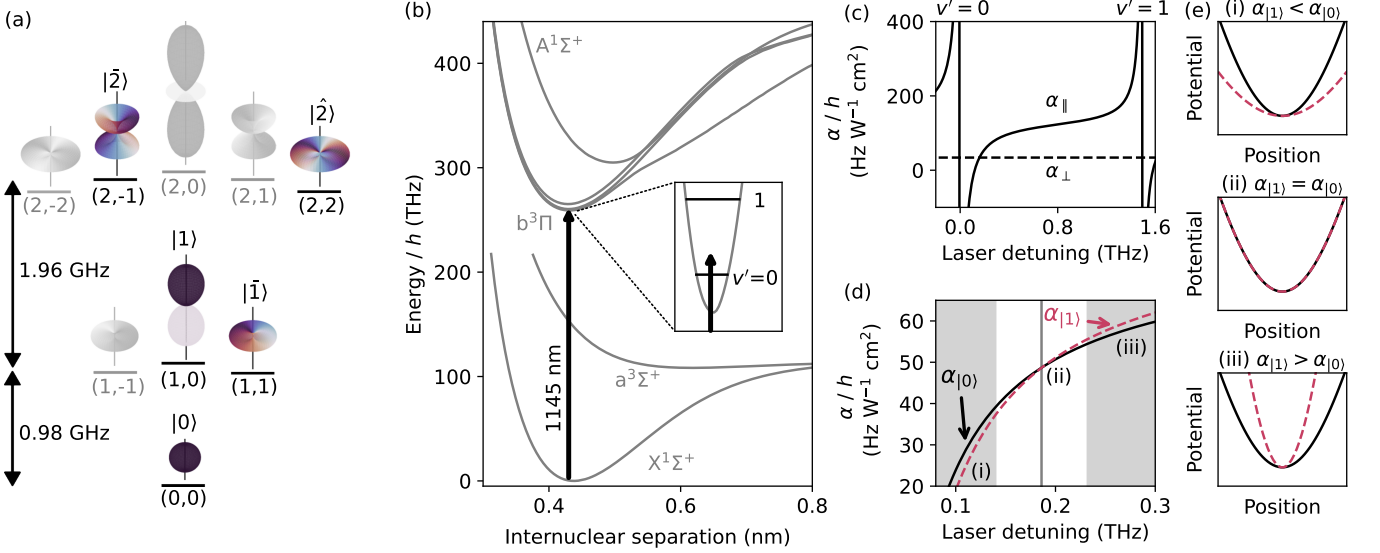 (a)
|2̄⟩
|2̂⟩
(2,-2)
(2,-1)
(2,0)
(2,1)
(2,2)
1.96 GHz
|1⟩
|1̄⟩
(1,-1)
(1,0)
(1,1)
0.98 GHz
|0⟩
(0,0)
(b)
Energy / h (THz)
400
300
200
100
0
A¹Σ⁺
b³Π
a³Σ⁺
X¹Σ⁺
1145 nm
1
v′=0
0.4
0.6
0.8
Internuclear separation (nm)
(c)
v′ = 0
v′ = 1
α / h
(Hz W⁻¹ cm²)
400
200
0
α∥
α⊥
0.0
0.8
1.6
Laser detuning (THz)
(d)
α / h
(Hz W⁻¹ cm²)
60
50
40
30
20
α|1⟩
α|0⟩
(i)
(ii)
(iii)
0.1
0.2
0.3
Laser detuning (THz)
(e)
(i) α|1⟩ < α|0⟩
Potential
Position
(ii) α|1⟩ = α|0⟩
Potential
Position
(iii) α|1⟩ > α|0⟩
Potential
Position